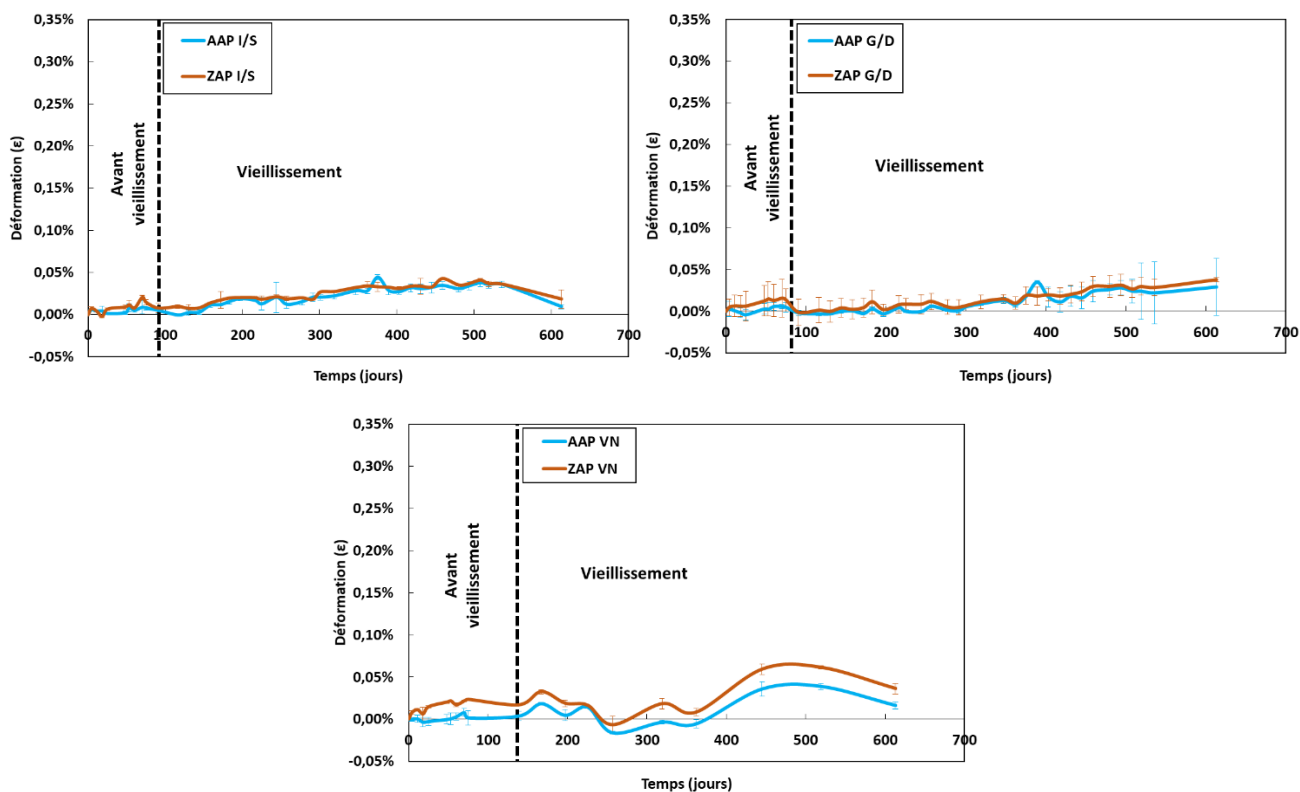 0,35%
0,30%
0,25%
0,20%
0,15%
0,10%
0,05%
0,00%
-0,05%
Déformation (ε)
AAP I/S
ZAP I/S
Avant
vieillissement
Vieillissement
0 100 200 300 400 500 600 700
Temps (jours)
0,35%
0,30%
0,25%
0,20%
0,15%
0,10%
0,05%
0,00%
-0,05%
Déformation (ε)
AAP G/D
ZAP G/D
Avant
vieillissement
Vieillissement
0 100 200 300 400 500 600 700
Temps (jours)
0,35%
0,30%
0,25%
0,20%
0,15%
0,10%
0,05%
0,00%
-0,05%
Déformation (ε)
AAP VN
ZAP VN
Avant
vieillissement
Vieillissement
0 100 200 300 400 500 600 700
Temps (jours)